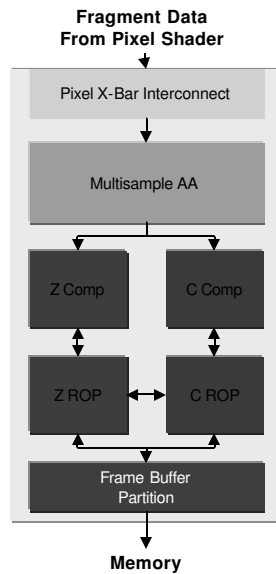 Fragment Data
From Pixel Shader
Pixel X-Bar Interconnect
Multisample AA
Z Comp
C Comp
Z ROP
C ROP
Frame Buffer
Partition
Memory